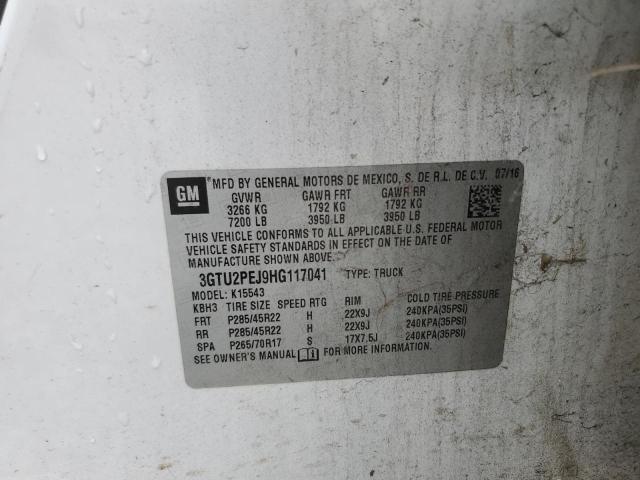 GM
MFD BY GENERAL MOTORS DE MEXICO, S. DE R.L. DE C.V. 07/16
GVWR GAWR FRT GAWR RR
3266 KG 1792 KG 1792 KG
7200 LB 3950 LB 3950 LB
THIS VEHICLE CONFORMS TO ALL APPLICABLE U.S. FEDERAL MOTOR
VEHICLE SAFETY STANDARDS IN EFFECT ON THE DATE OF
MANUFACTURE SHOWN ABOVE.
3GTU2PEJ9HG117041 TYPE: TRUCK
MODEL: K15543
KBH3 TIRE SIZE SPEED RTG RIM COLD TIRE PRESSURE
FRT P285/45R22 H 22X9J 240KPA(35PSI)
RR P285/45R22 H 22X9J 240KPA(35PSI)
SPA P265/70R17 S 17X7.5J 240KPA(35PSI)
SEE OWNER'S MANUAL FOR MORE INFORMATION